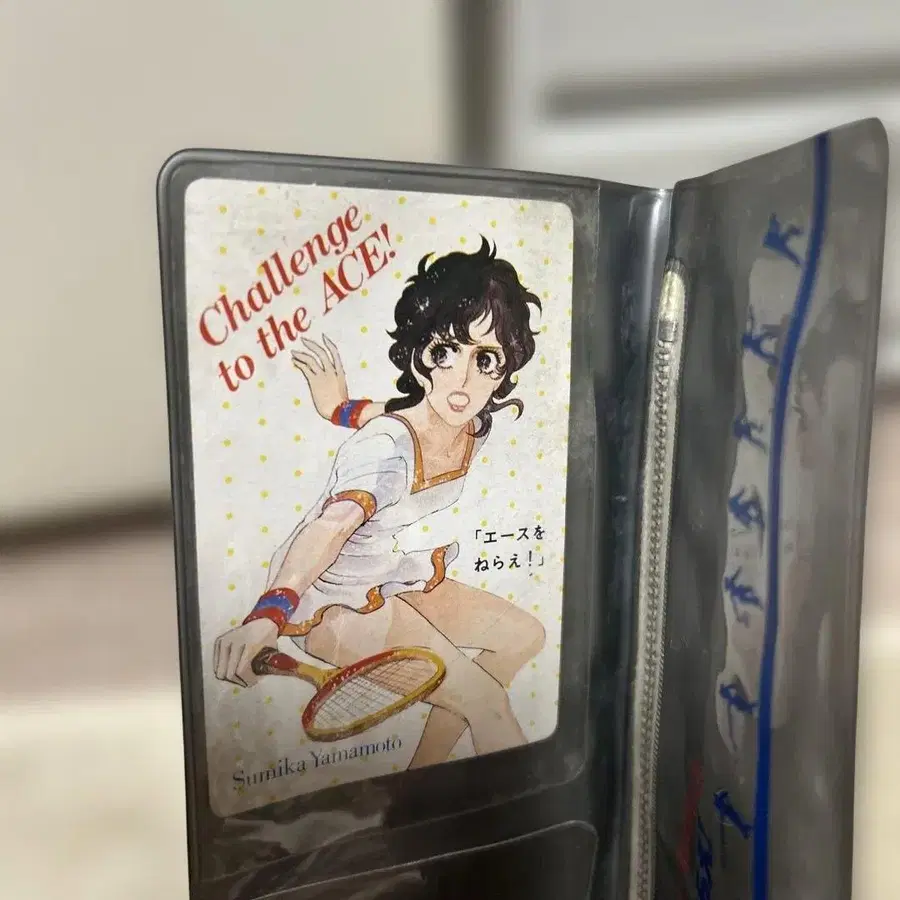 Challenge
to the ACE!
「エースを
ねらえ!」
Sumika Yamamoto